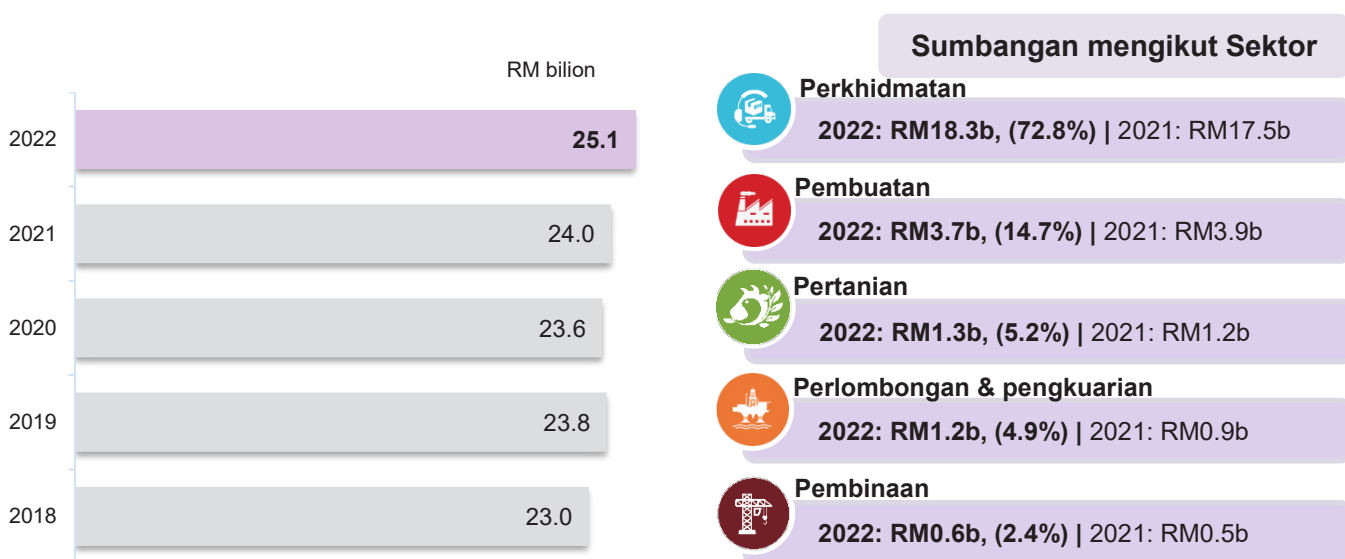 RM bilion
2022
25.1
2021
24.0
2020
23.6
2019
23.8
2018
23.0
Sumbangan mengikut Sektor
Perkhidmatan
2022: RM18.3b, (72.8%) | 2021: RM17.5b
Pembuatan
2022: RM3.7b, (14.7%) | 2021: RM3.9b
Pertanian
2022: RM1.3b, (5.2%) | 2021: RM1.2b
Perlombongan & pengkuarian
2022: RM1.2b, (4.9%) | 2021: RM0.9b
Pembinaan
2022: RM0.6b, (2.4%) | 2021: RM0.5b